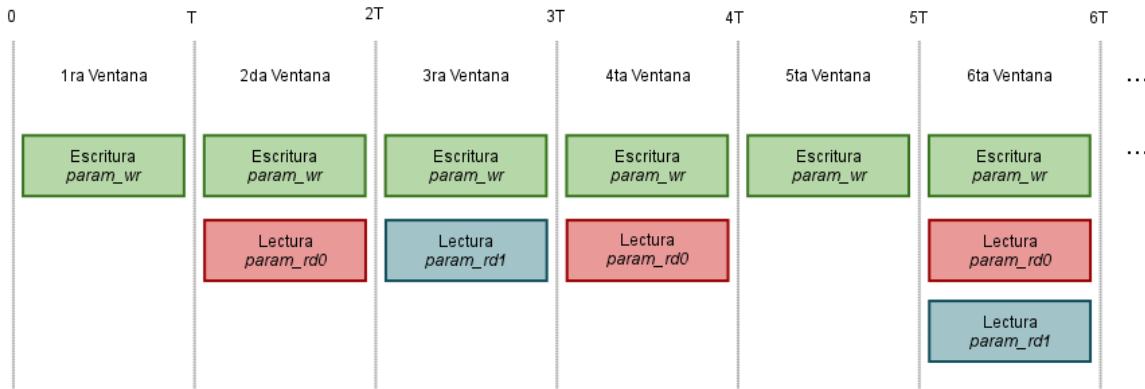 0 T 2T 3T 4T 5T 6T
1ra Ventana 2da Ventana 3ra Ventana 4ta Ventana 5ta Ventana 6ta Ventana ...
Escritura Escritura Escritura Escritura Escritura Escritura ...
param_wr param_wr param_wr param_wr param_wr param_wr
Lectura Lectura Lectura Lectura
param_rd0 param_rd1 param_rd0 param_rd0
Lectura
param_rd1